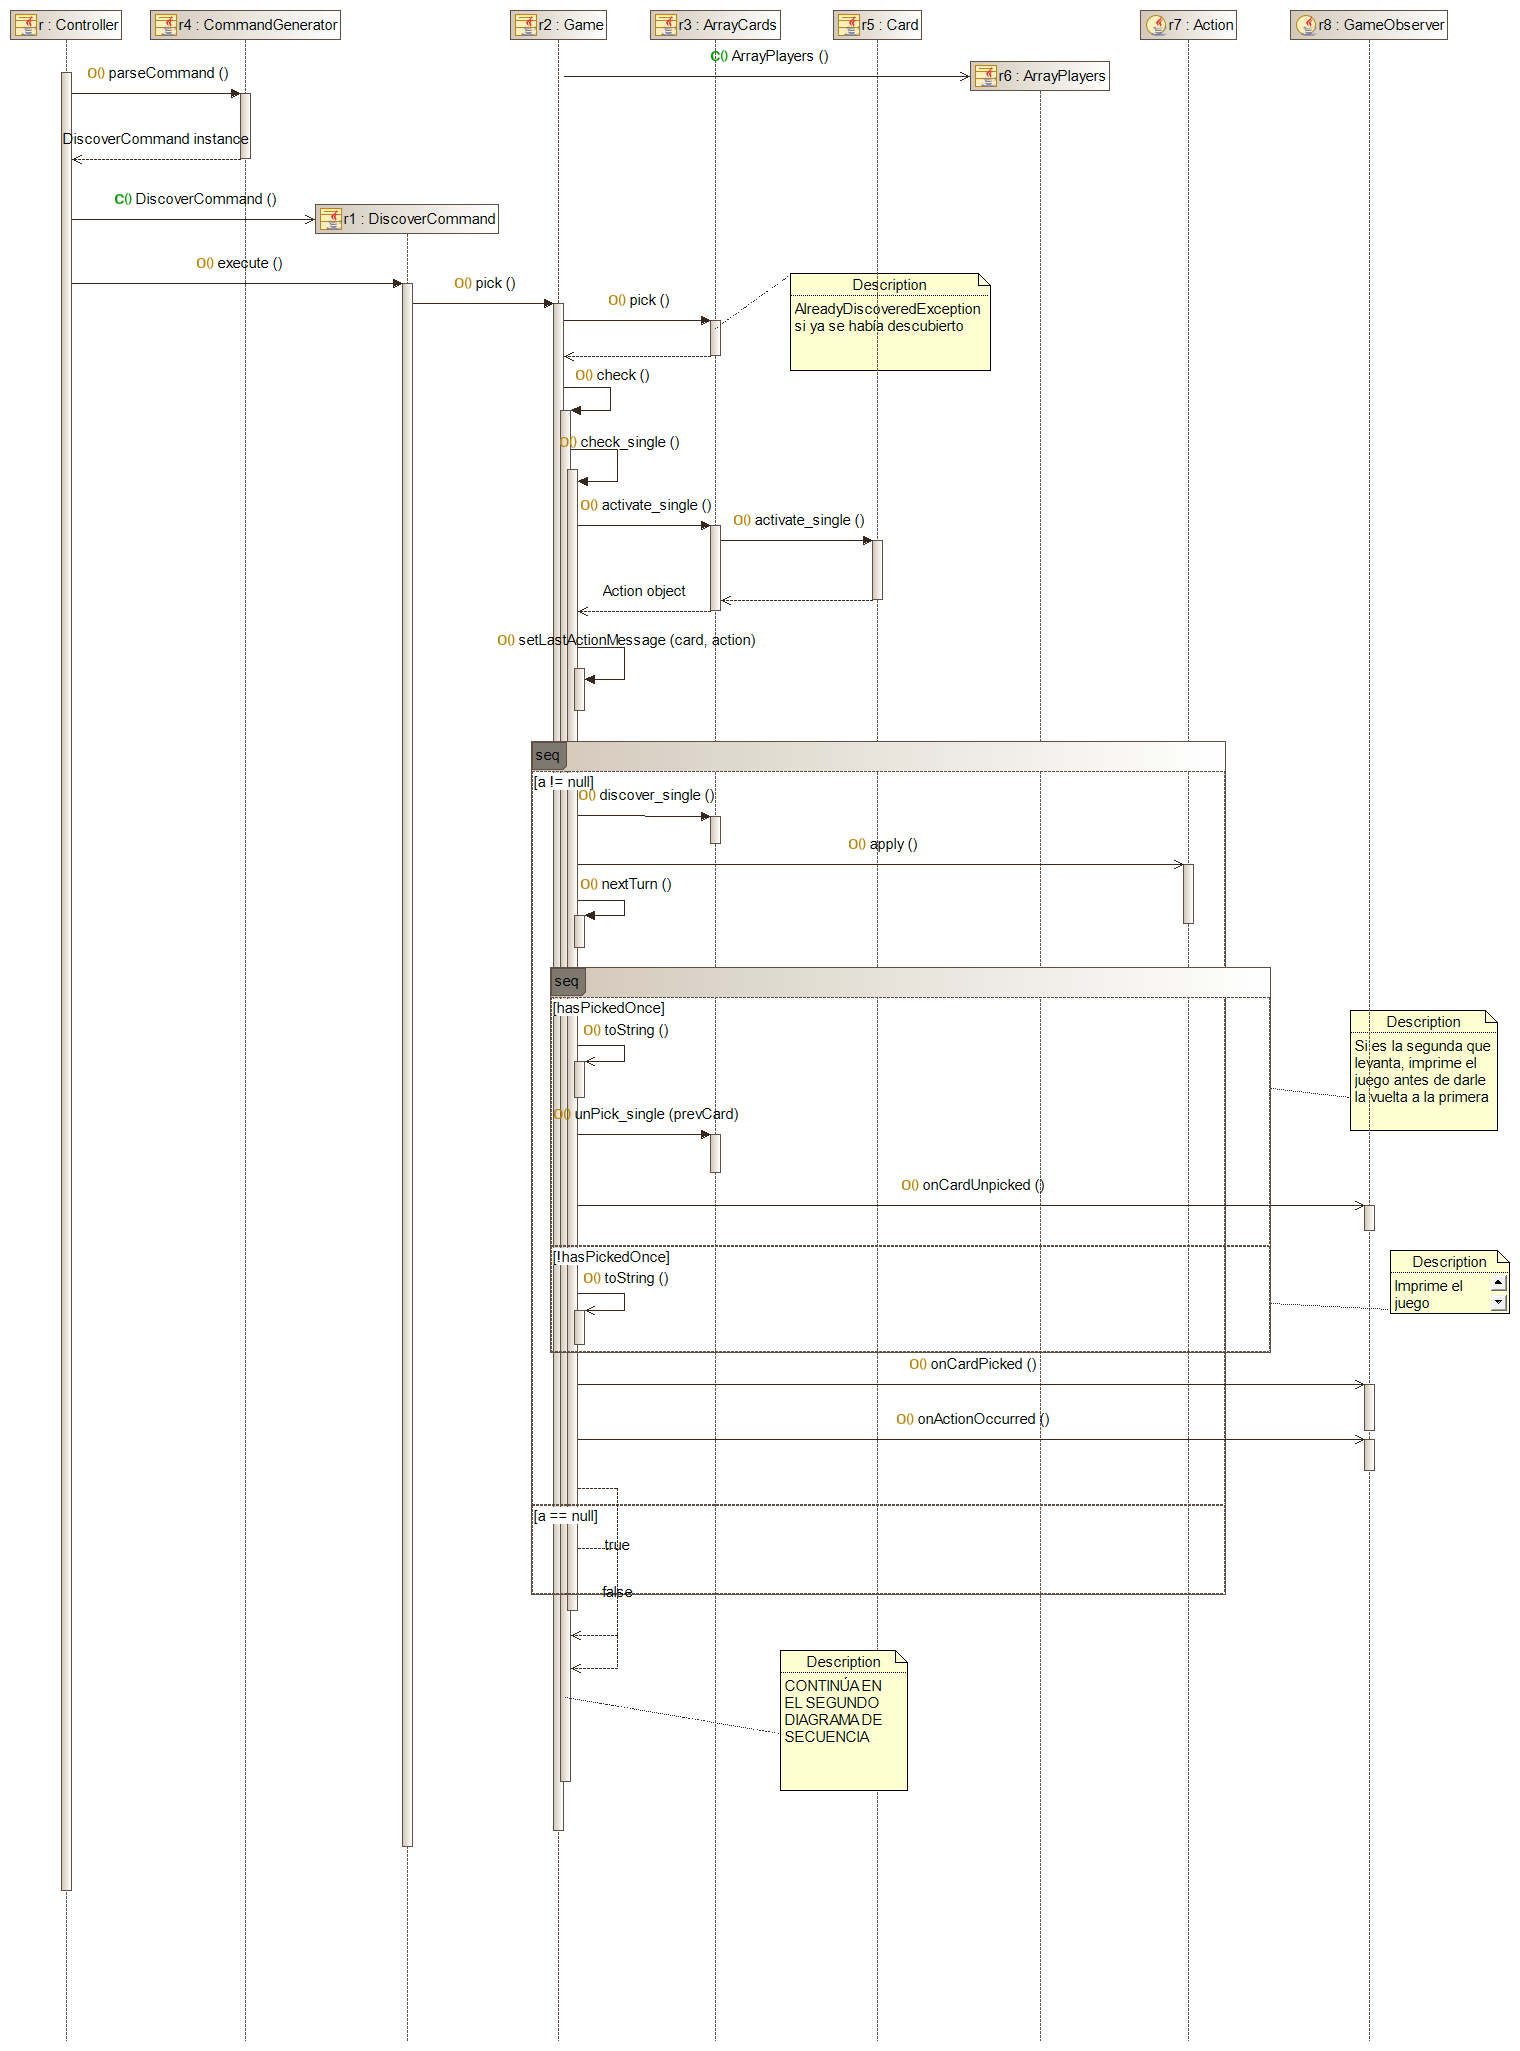 r : Controller
r4 : CommandGenerator
r2 : Game
r3 : ArrayCards
r5 : Card
r7 : Action
r8 : GameObserver
C() ArrayPlayers ()
r6 : ArrayPlayers
O() parseCommand ()
DiscoverCommand instance
C() DiscoverCommand ()
r1 : DiscoverCommand
O() execute ()
O() pick ()
O() pick ()
Description
AlreadyDiscoveredException
si ya se había descubierto
O() check ()
O() check_single ()
O() activate_single ()
O() activate_single ()
Action object
O() setLastActionMessage (card, action)
seq
[a != null]
O() discover_single ()
O() apply ()
O() nextTurn ()
seq
[hasPickedOnce]
O() toString ()
Description
Si es la segunda que
levanta, imprime el
juego antes de darle
la vuelta a la primera
O() unPick_single (prevCard)
O() onCardUnpicked ()
[!hasPickedOnce]
O() toString ()
Description
Imprime el
juego
O() onCardPicked ()
O() onActionOccurred ()
[a == null]
true
false
Description
CONTINÚA EN
EL SEGUNDO
DIAGRAMA DE
SECUENCIA